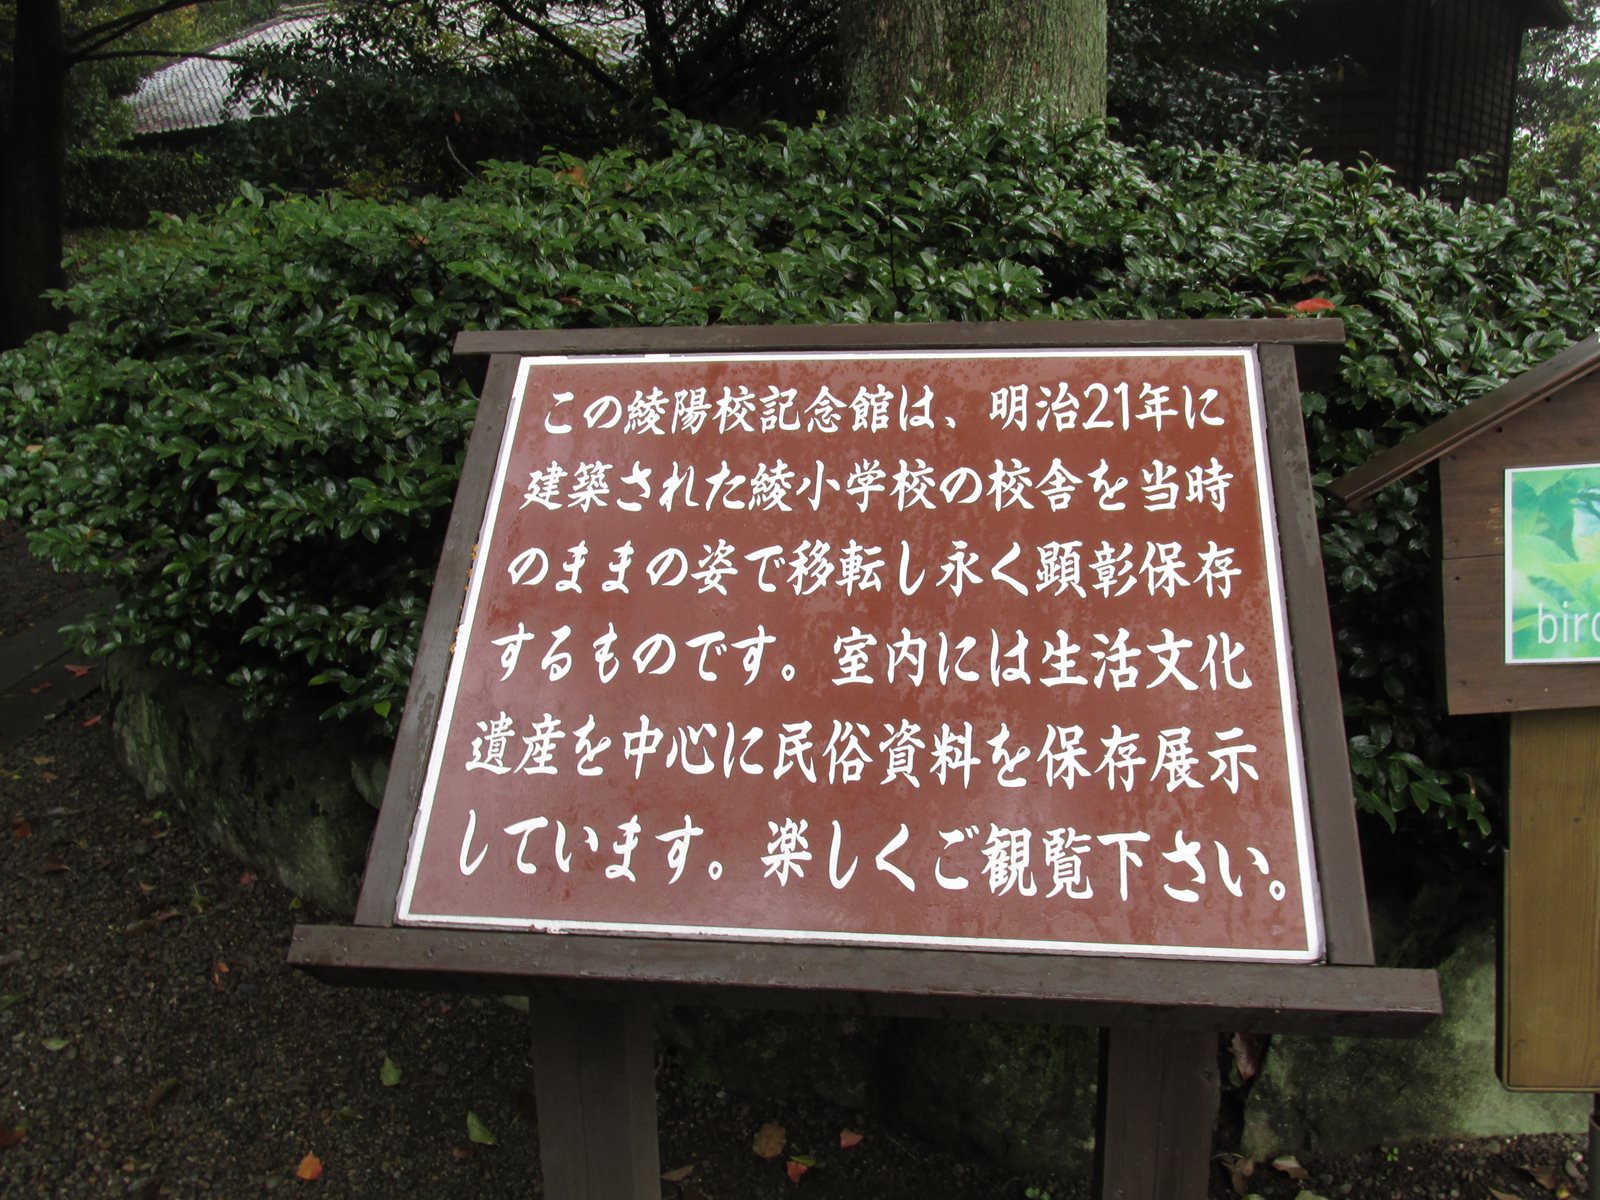 この綾陽校記念館は、明治21年に
建築された綾小学校の校舎を当時
のままの姿で移転し永く顕彰保存
するものです。室内には生活文化
遺産を中心に民俗資料を保存展示
しています。楽しくご観覧下さい。